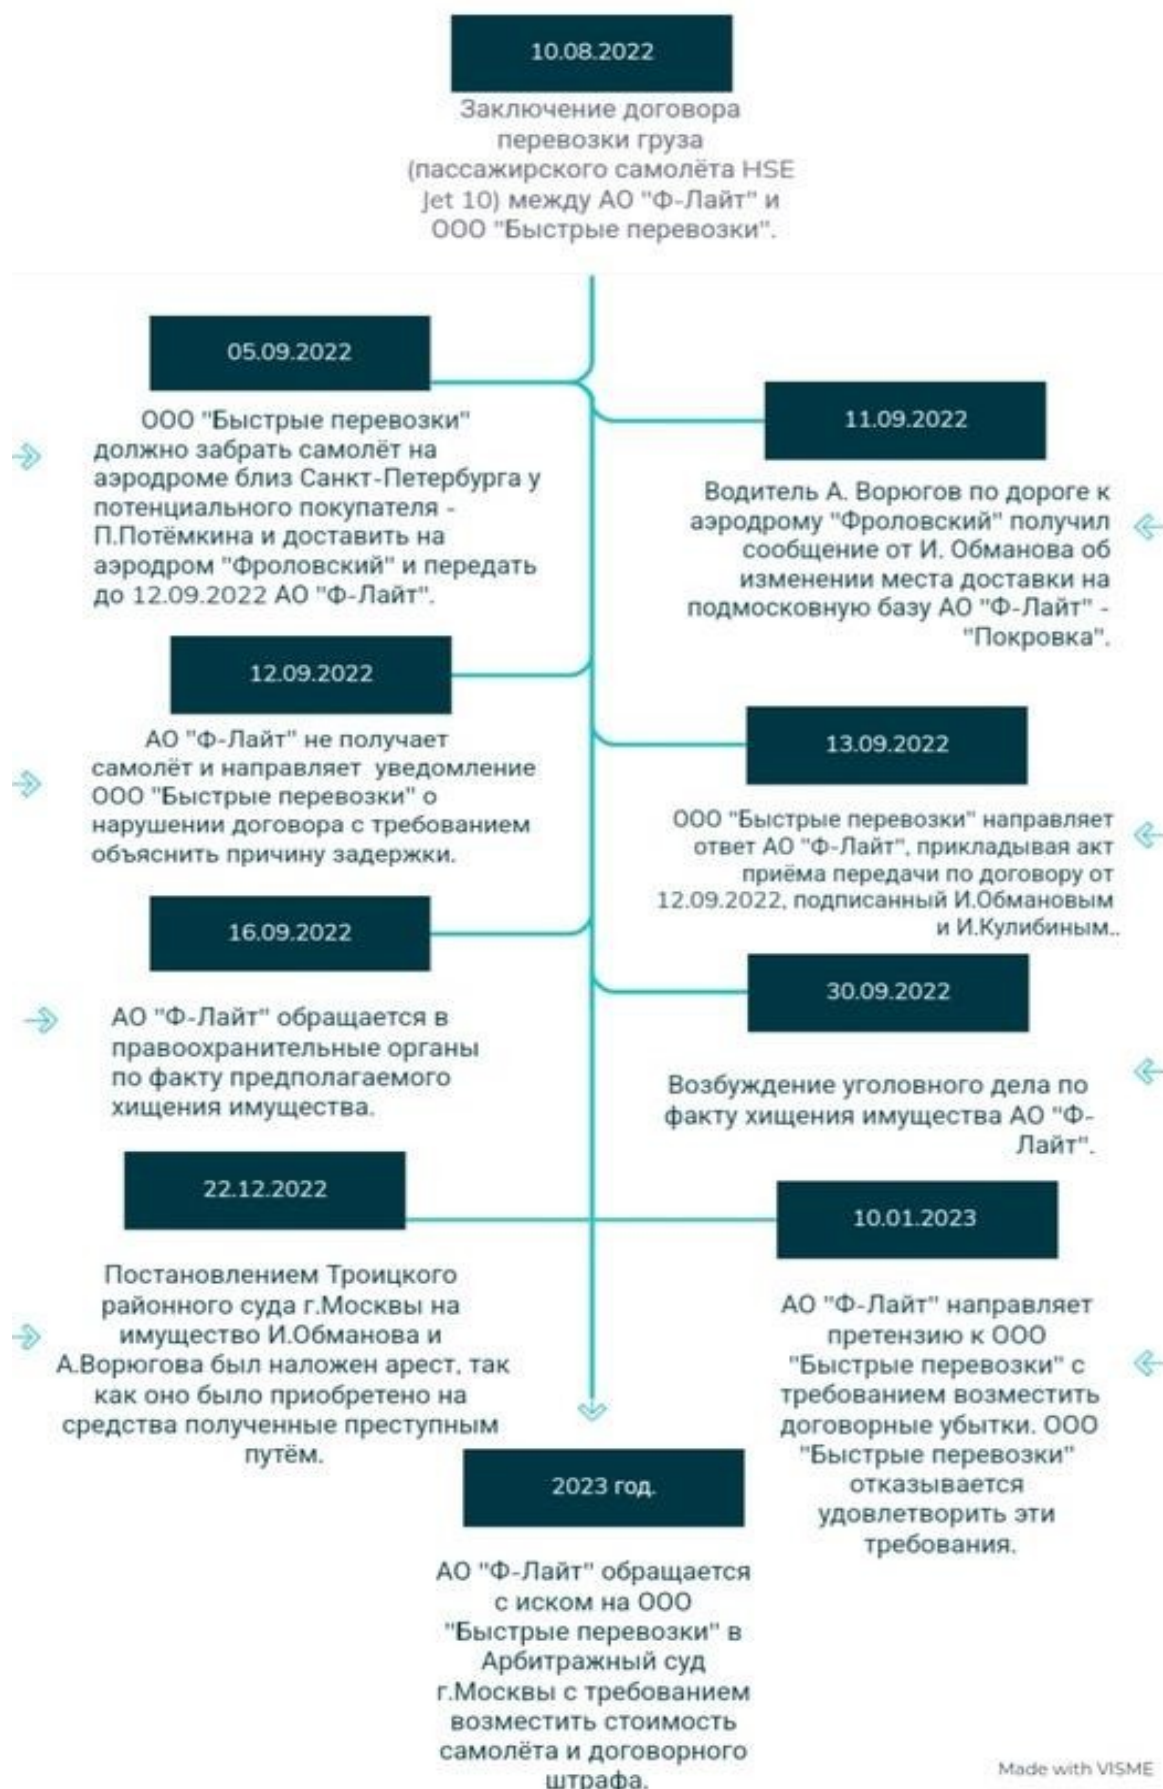 10.08.2022
Заключение договора
перевозки груза
(пассажирского самолёта HSE
Jet 10) между АО "Ф-Лайт" и
ООО "Быстрые перевозки".
05.09.2022
ООО "Быстрые перевозки"
должно забрать самолёт на
аэродроме близ Санкт-Петербурга у
потенциального покупателя -
П.Потёмкина и доставить на
аэродром "Фроловский" и передать
до 12.09.2022 АО "Ф-Лайт".
11.09.2022
Водитель А. Ворюгов по дороге к
аэродрому "Фроловский" получил
сообщение от И. Обманова об
изменении места доставки на
подмосковную базу АО "Ф-Лайт" -
"Покровка".
12.09.2022
АО "Ф-Лайт" не получает
самолёт и направляет уведомление
ООО "Быстрые перевозки" о
нарушении договора с требованием
объяснить причину задержки.
13.09.2022
ООО "Быстрые перевозки" направляет
ответ АО "Ф-Лайт", прикладывая акт
приёма передачи по договору от
12.09.2022, подписанный И.Обмановым
и И.Кулибиным..
16.09.2022
АО "Ф-Лайт" обращается в
правоохранительные органы
по факту предполагаемого
хищения имущества.
30.09.2022
Возбуждение уголовного дела по
факту хищения имущества АО "Ф-
Лайт".
22.12.2022
Постановлением Троицкого
районного суда г.Москвы на
имущество И.Обманова и
А.Ворюгова был наложен арест, так
как оно было приобретено на
средства полученные преступным
путём.
10.01.2023
АО "Ф-Лайт" направляет
претензию к ООО
"Быстрые перевозки" с
требованием возместить
договорные убытки. ООО
"Быстрые перевозки"
отказывается
удовлетворить эти
требования.
2023 год.
АО "Ф-Лайт" обращается
с иском на ООО
"Быстрые перевозки" в
Арбитражный суд
г.Москвы с требованием
возместить стоимость
самолёта и договорного
штрафа.
Made with VISME